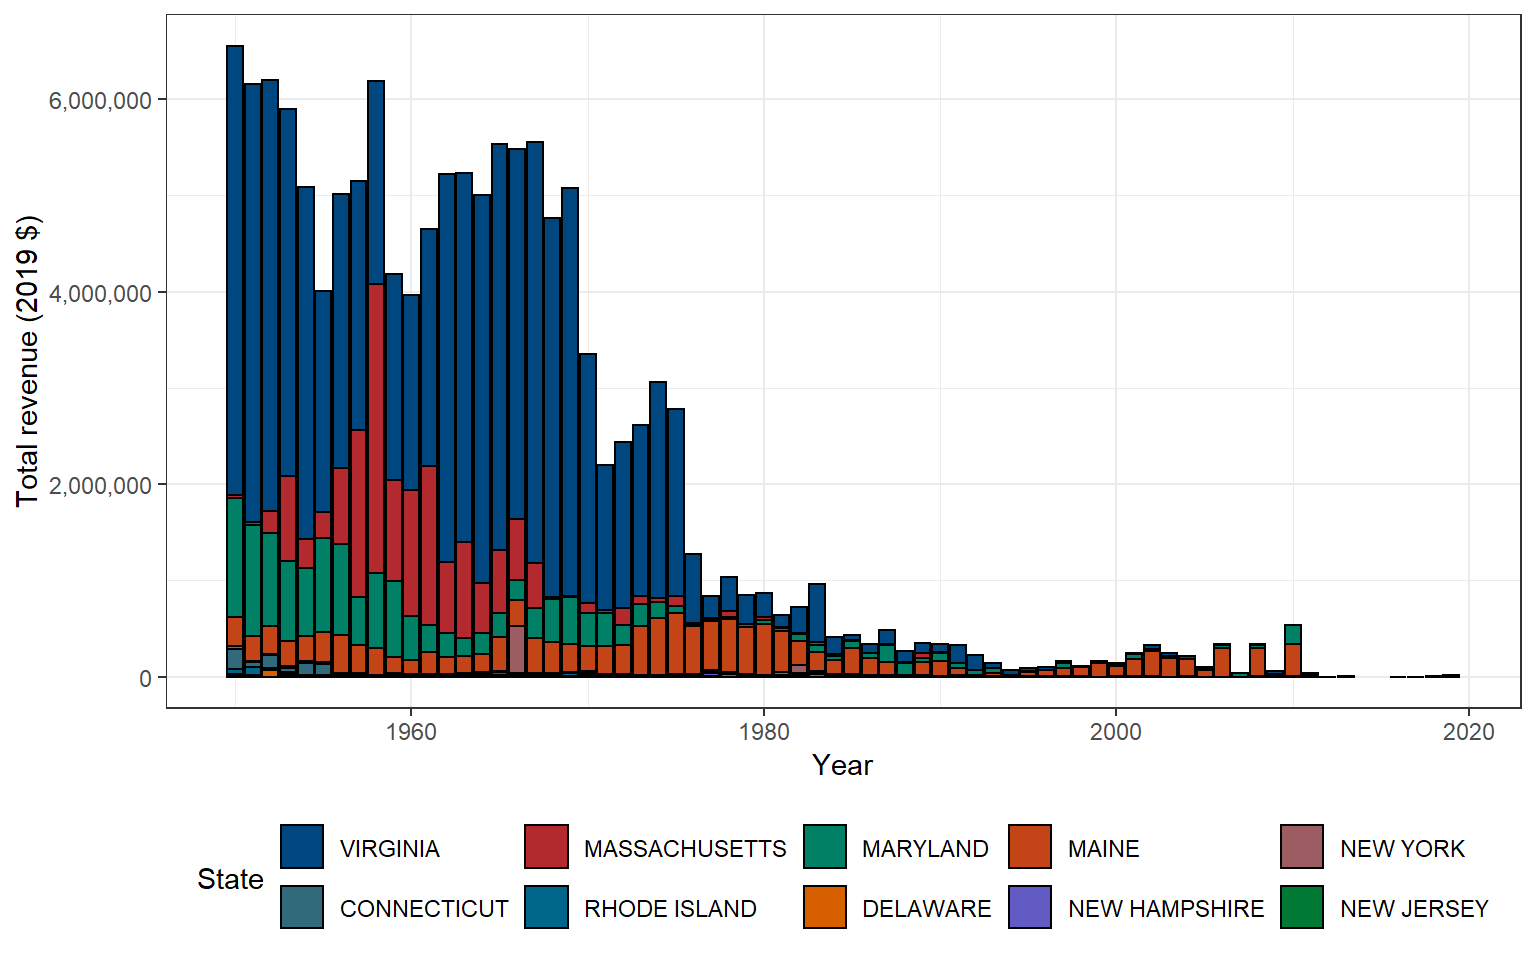 6,000,000
4,000,000
2,000,000
0
Total revenue (2019 $)
1960 1980 2000 2020
Year
State
VIRGINIA MASSACHUSETTS MARYLAND MAINE NEW YORK
CONNECTICUT RHODE ISLAND DELAWARE NEW HAMPSHIRE NEW JERSEY